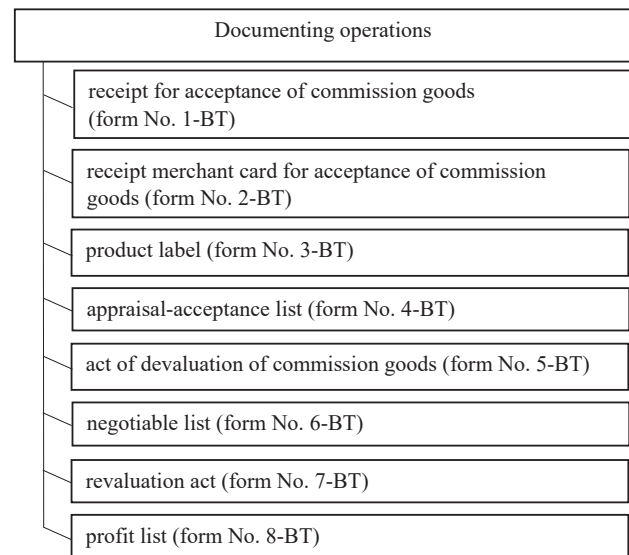 Documenting operations
receipt for acceptance of commission goods
(form No. 1-BT)
receipt merchant card for acceptance of commission
goods (form No. 2-BT)
product label (form No. 3-BT)
appraisal-acceptance list (form No. 4-BT)
act of devaluation of commission goods (form No. 5-BT)
negotiable list (form No. 6-BT)
revaluation act (form No. 7-BT)
profit list (form No. 8-BT)